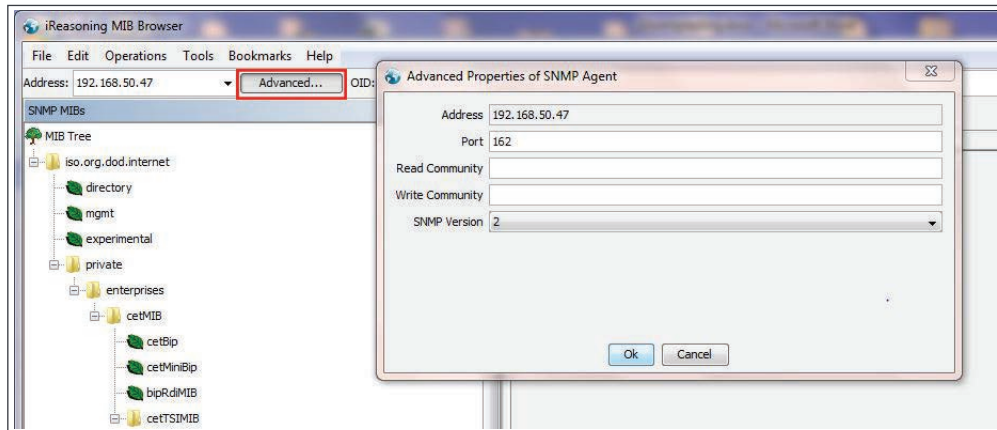 iReasoning MIB Browser
File Edit Operations Tools Bookmarks Help
Address: 192.168.50.47 Advanced... OID:
SNMP MIBs
MIB Tree
iso.org.dod.internet
directory
mgmt
experimental
private
enterprises
cetMIB
cetBip
cetMiniBip
bipRdiMIB
cetTSIMIB
Advanced Properties of SNMP Agent
Address 192.168.50.47
Port 162
Read Community
Write Community
SNMP Version 2
Ok Cancel